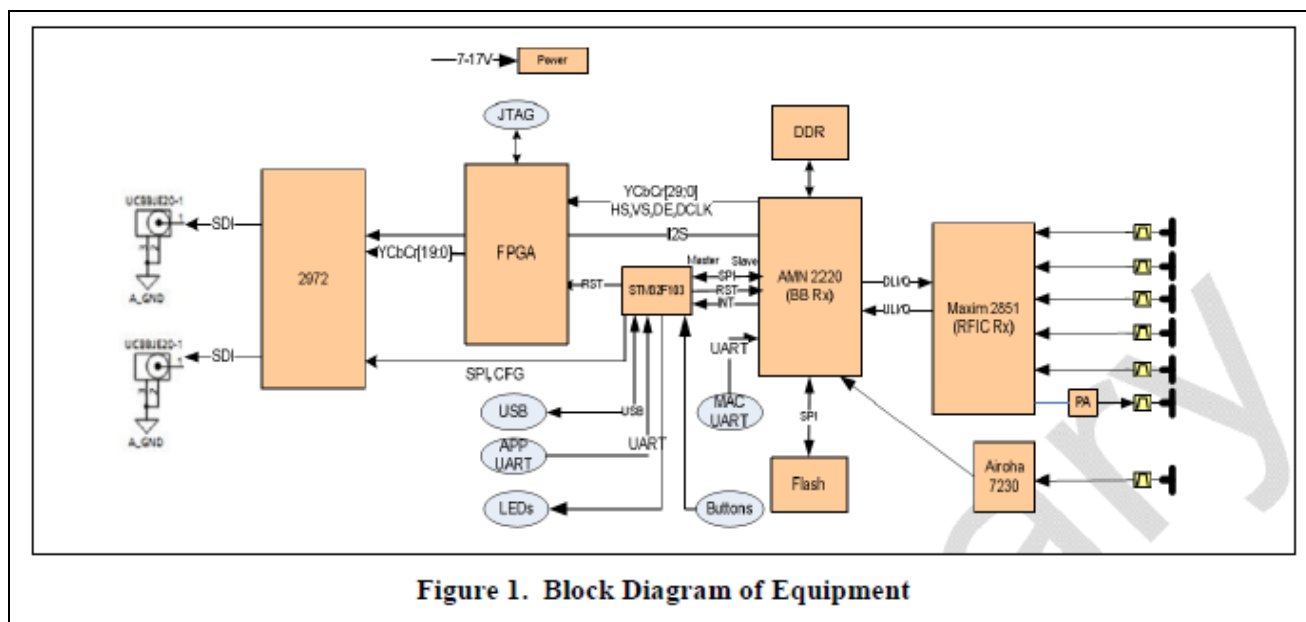 7-17V
Power
JTAG
DDR
UCBBJE20-1
1
SDI
A_GND
2972
YCbCr[19:0]
FPGA
YCbCr[29:0]
HS,VS,DE,DCLK
I2S
RST
STM32F103
Master
Slave
SPI
RST
INT
AMN 2220
(BB Rx)
DLI/Q
ULI/Q
Maxim 2851
(RFIC Rx)
PA
UCBBJE20-1
1
SDI
A_GND
SPI,CFG
USB
USB
APP
UART
UART
LEDs
Buttons
UART
MAC
UART
SPI
Flash
Airoha
7230
ary
Figure 1. Block Diagram of Equipment